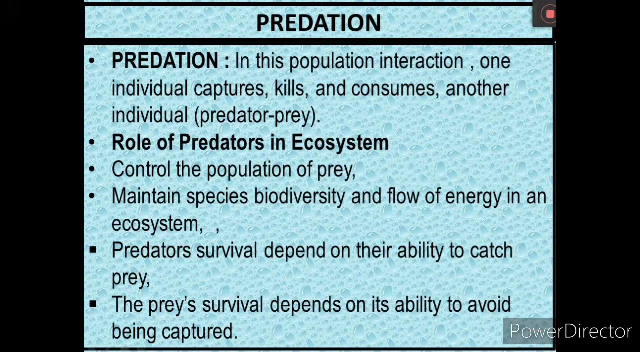 PREDATION
• PREDATION : In this population interaction , one
individual captures, kills, and consumes, another
individual (predator-prey).
• Role of Predators in Ecosystem
• Control the population of prey,
• Maintain species biodiversity and flow of energy in an
ecosystem, ,
▪ Predators survival depend on their ability to catch
prey,
▪ The prey's survival depends on its ability to avoid
being captured.
PowerDirector